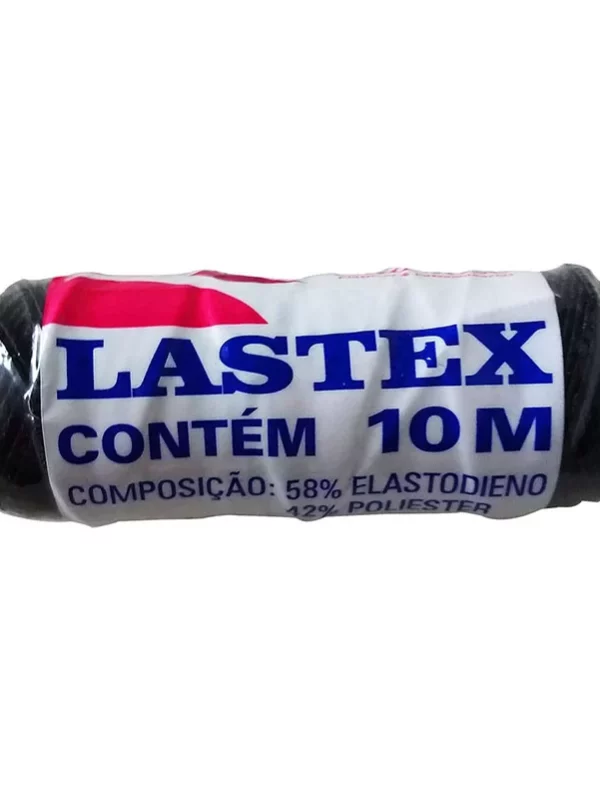 LASTEX
CONTÉM 10 M
COMPOSIÇÃO: 58% ELASTODIENO
42% POLIESTER